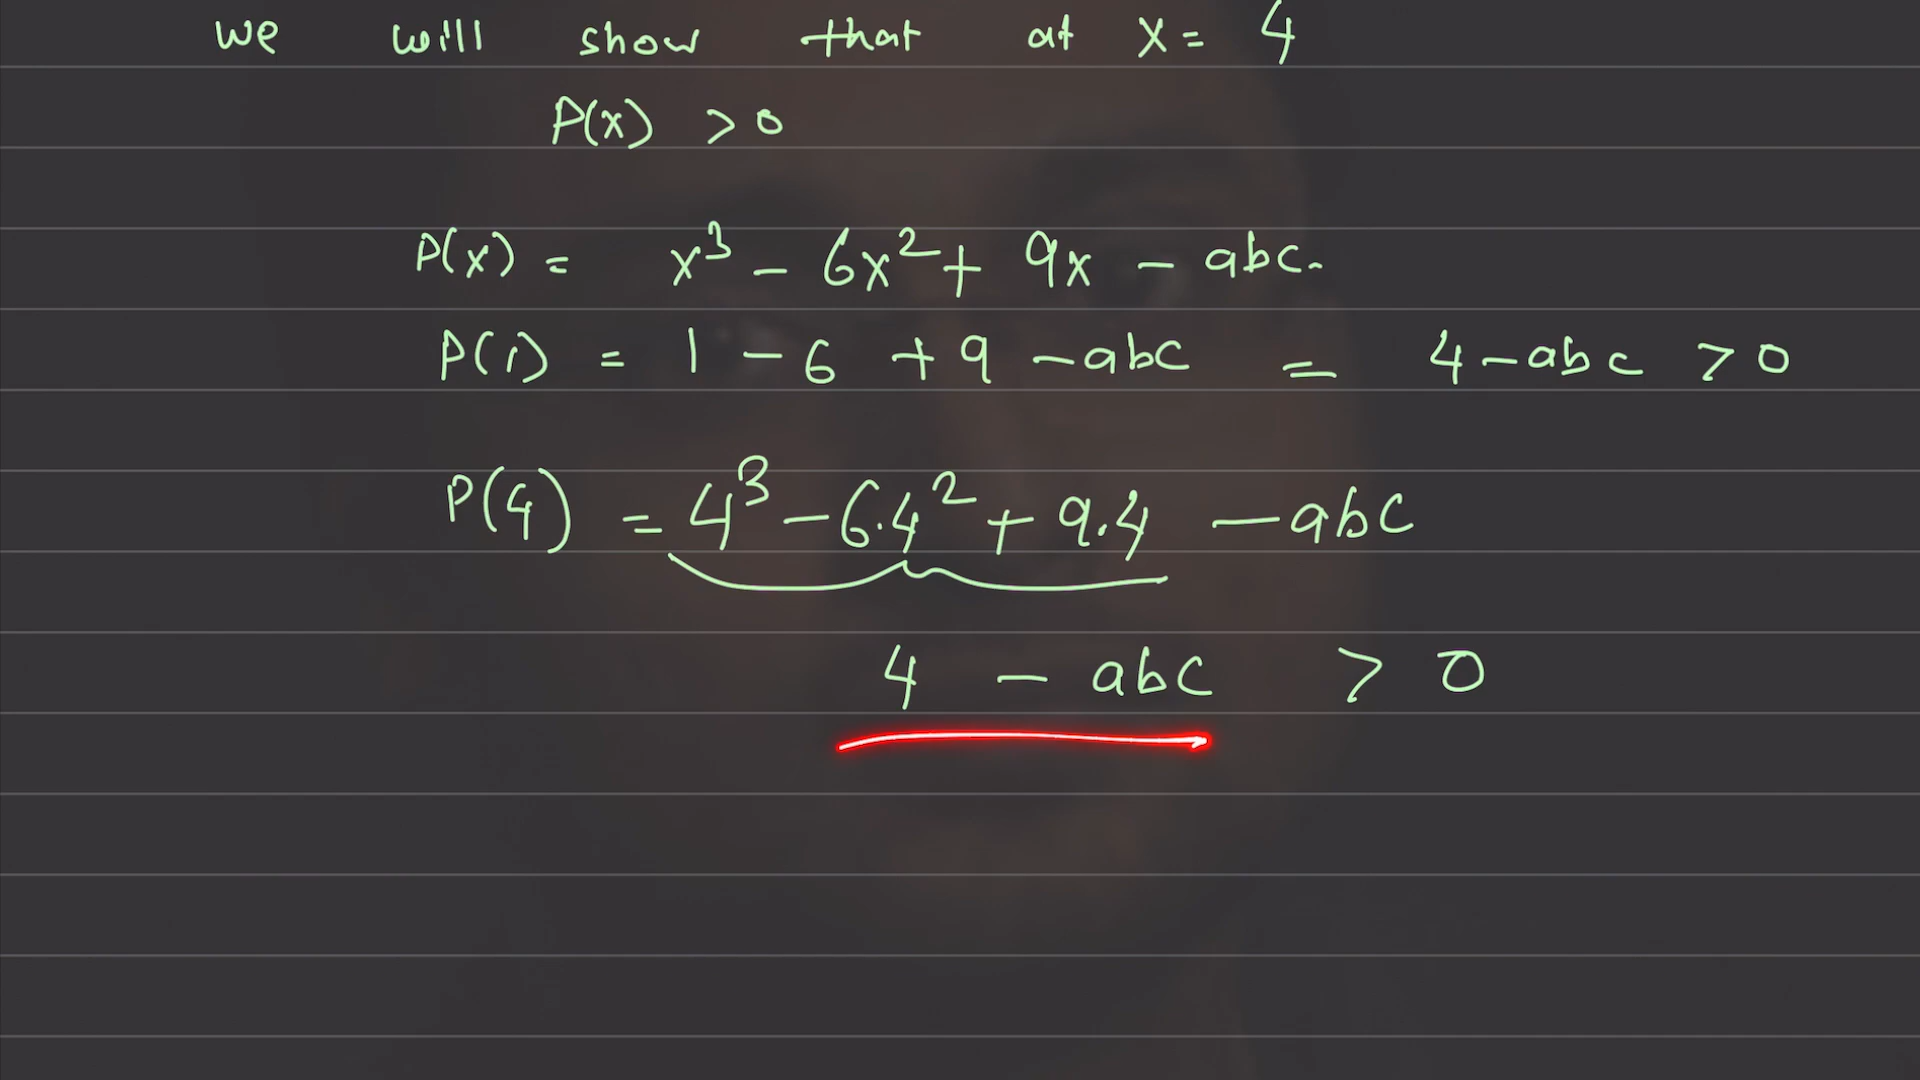 we will show that at x = 4
P(x) > 0
P(x) = x³ - 6x² + 9x - abc.
P(1) = 1 - 6 + 9 - abc = 4 - abc > 0
P(4) = 4³ - 6.4² + 9.4 - abc
4 - abc > 0